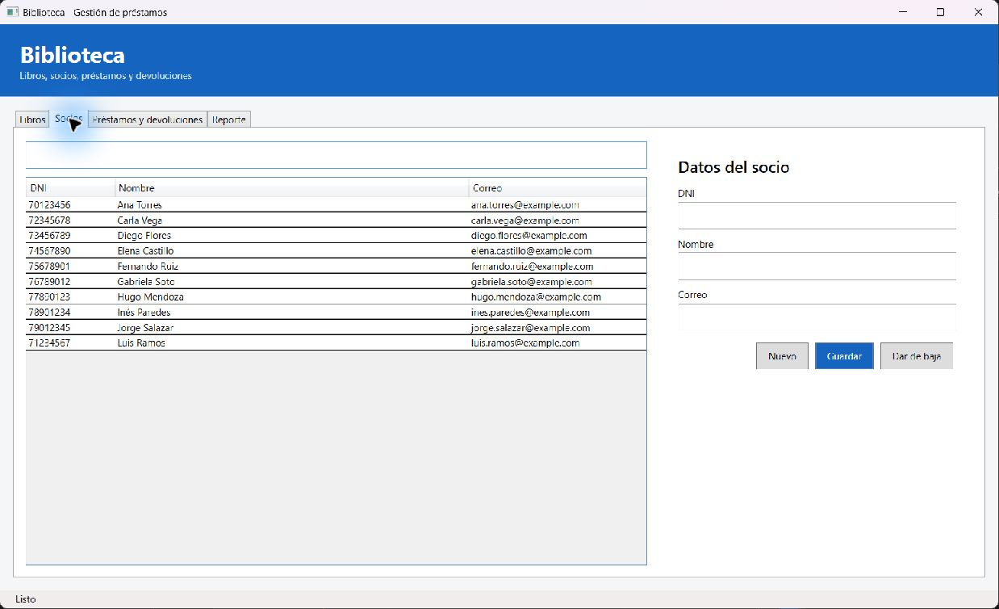 Biblioteca - Gestión de préstamos
Biblioteca
Libros, socios, préstamos y devoluciones
Libros Socios Préstamos y devoluciones Reporte
DNI Nombre Correo
70123456 Ana Torres ana.torres@example.com
72345678 Carla Vega carla.vega@example.com
73456789 Diego Flores diego.flores@example.com
74567890 Elena Castillo elena.castillo@example.com
75678901 Fernando Ruiz fernando.ruiz@example.com
76789012 Gabriela Soto gabriela.soto@example.com
77890123 Hugo Mendoza hugo.mendoza@example.com
78901234 Inés Paredes ines.paredes@example.com
79012345 Jorge Salazar jorge.salazar@example.com
71234567 Luis Ramos luis.ramos@example.com
Datos del socio
DNI
Nombre
Correo
Nuevo Guardar Dar de baja
Listo